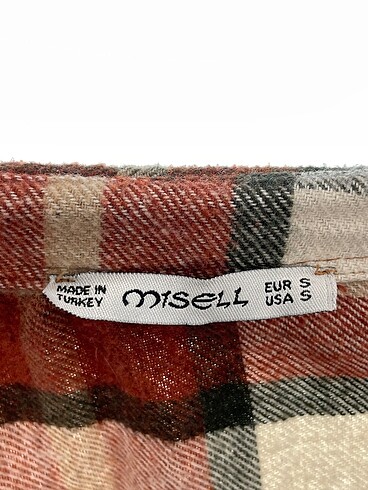 MADE IN
TURKEY
MISELL
EUR S
USA S